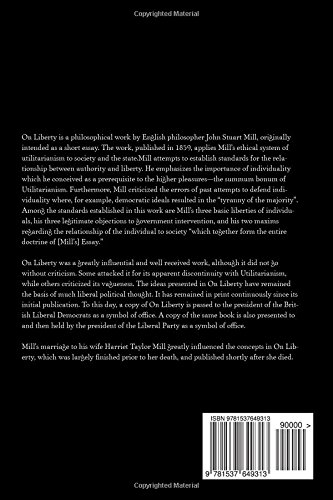 Copyrighted Material
On Liberty is a philosophical work by English philosopher John Stuart Mill, originally
intended as a short essay. The work, published in 1859, applies Mill's ethical system of
utilitarianism to society and the state.Mill attempts to establish standards for the rela-
tionship between authority and liberty. He emphasizes the importance of individuality
which he conceived as a prerequisite to the higher pleasures—the summum bonum of
Utilitarianism. Furthermore, Mill criticized the errors of past attempts to defend indi-
viduality where, for example, democratic ideals resulted in the "tyranny of the majority".
Among the standards established in this work are Mill's three basic liberties of individu-
als, his three legitimate objections to government intervention, and his two maxims
regarding the relationship of the individual to society "which together form the entire
doctrine of [Mill's] Essay."
On Liberty was a greatly influential and well received work, although it did not go
without criticism. Some attacked it for its apparent discontinuity with Utilitarianism,
while others criticized its vagueness. The ideas presented in On Liberty have remained
the basis of much liberal political thought. It has remained in print continuously since its
initial publication. To this day, a copy of On Liberty is passed to the president of the Brit-
ish Liberal Democrats as a symbol of office. A copy of the same book is also presented to
and then held by the president of the Liberal Party as a symbol of office.
Mill's marriage to his wife Harriet Taylor Mill greatly influenced the concepts in On Lib-
erty, which was largely finished prior to her death, and published shortly after she died.
ISBN 9781537649313
90000 >
9 781537 649313
Copyrighted Material